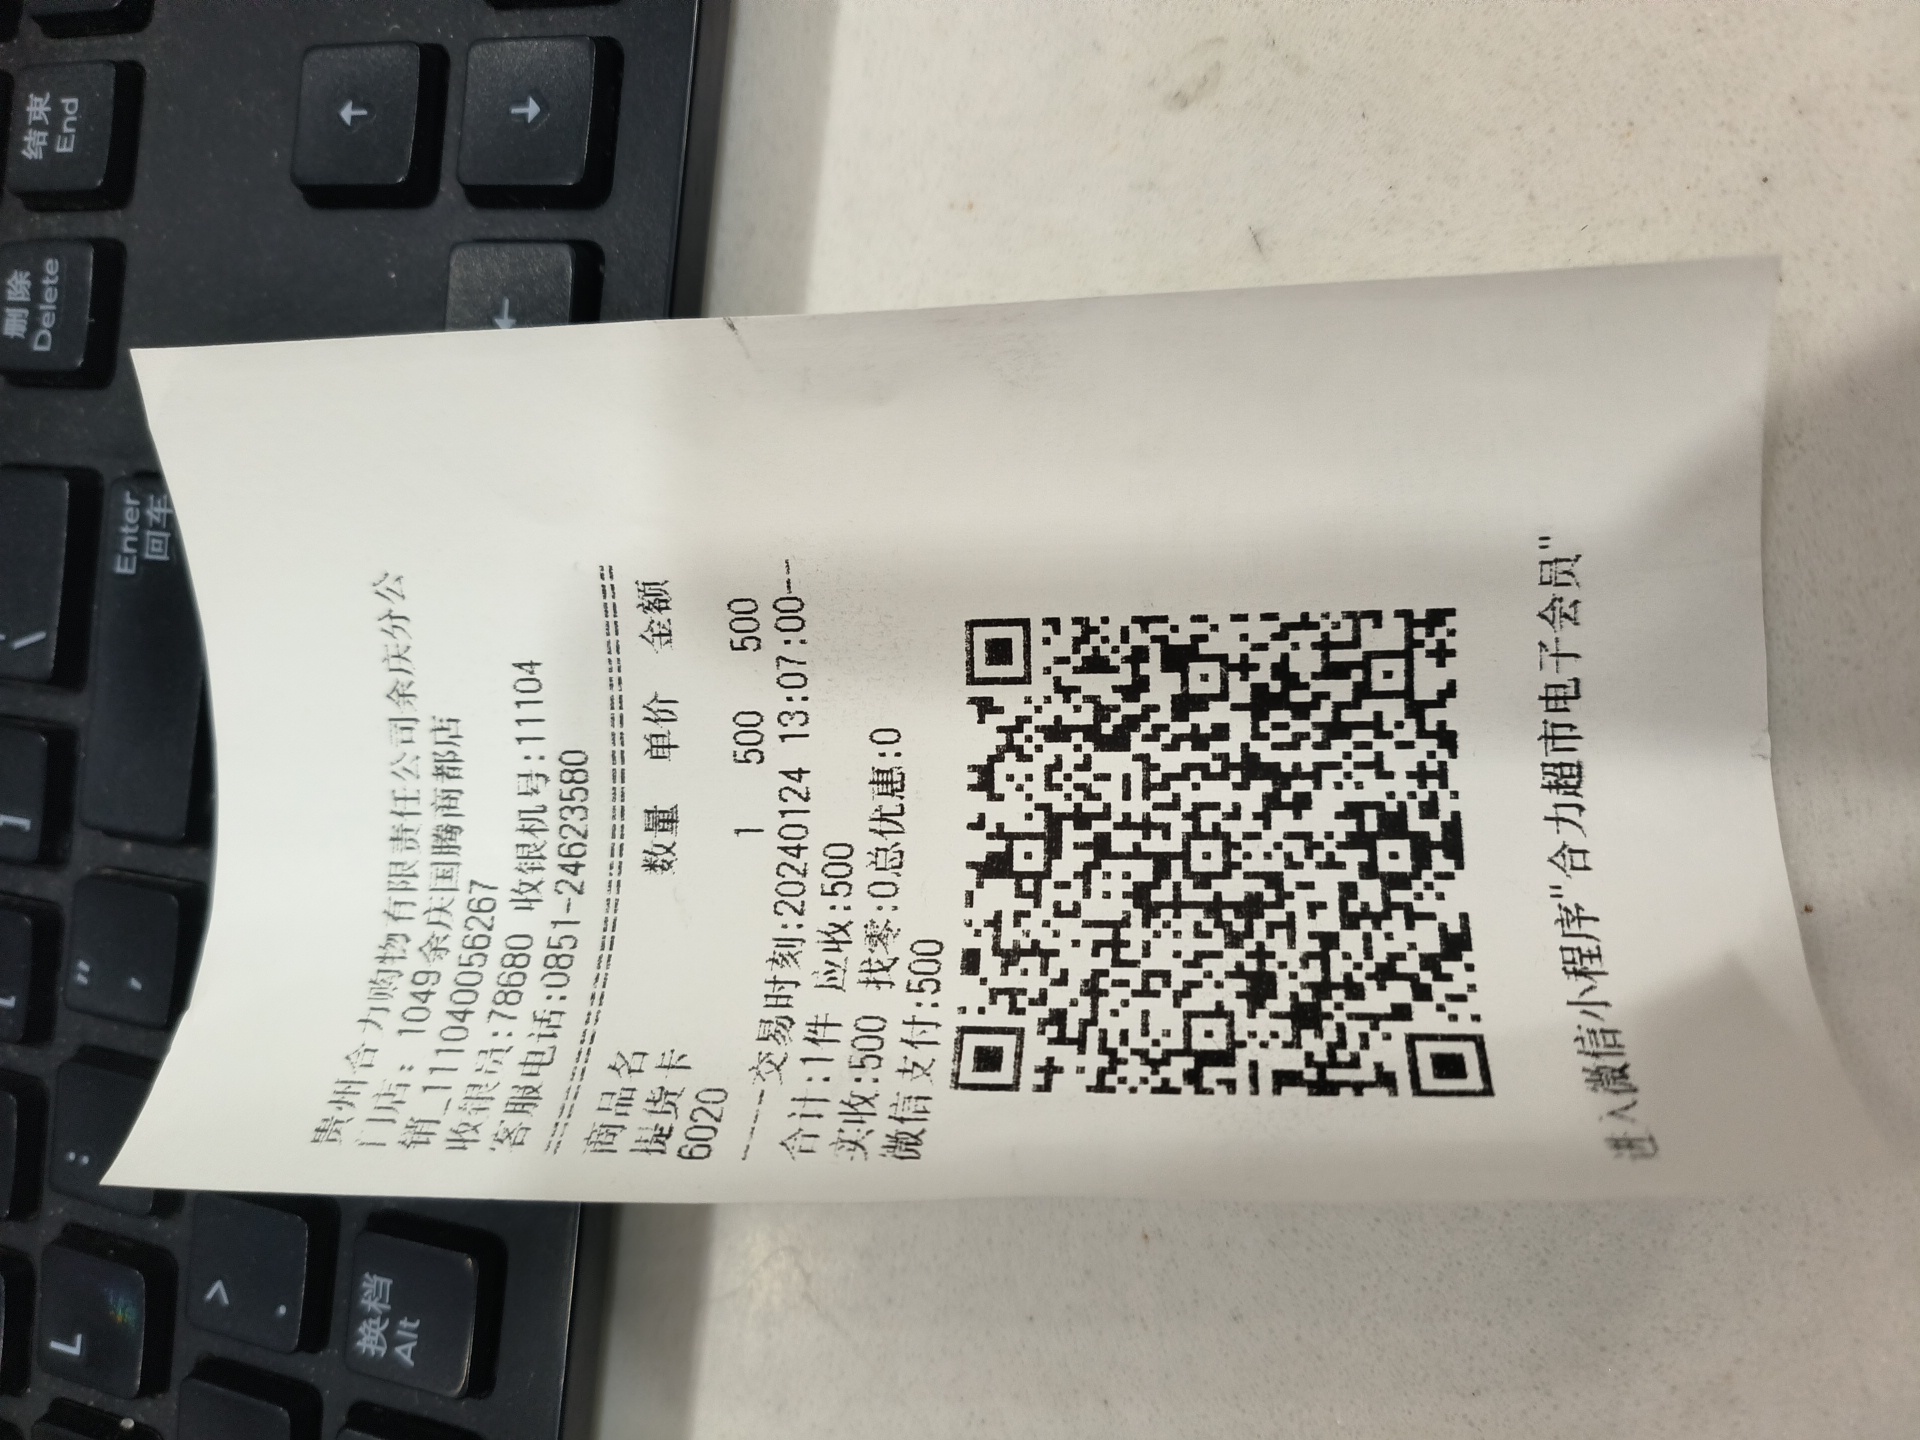 贵州合力购物有限责任公司余庆分公
门店: 1049余庆国腾商都店
销_11104000056267
收银员:78680 收银机号:11104
客服电话:0851-24623580
商品名 数量 单价 金额
提货卡
6020 1 500 500
----交易时刻:20240124 13:07:00--
合计:1件 应收:500
实收:500 找零:0总优惠:0
微信支付:500
进入微信小程序"合力超市电子会员"
结束
End
删除
Delete
Enter
回车
↑
↓
←
\
]
"
'
:
;
L
>
.
换档
Alt